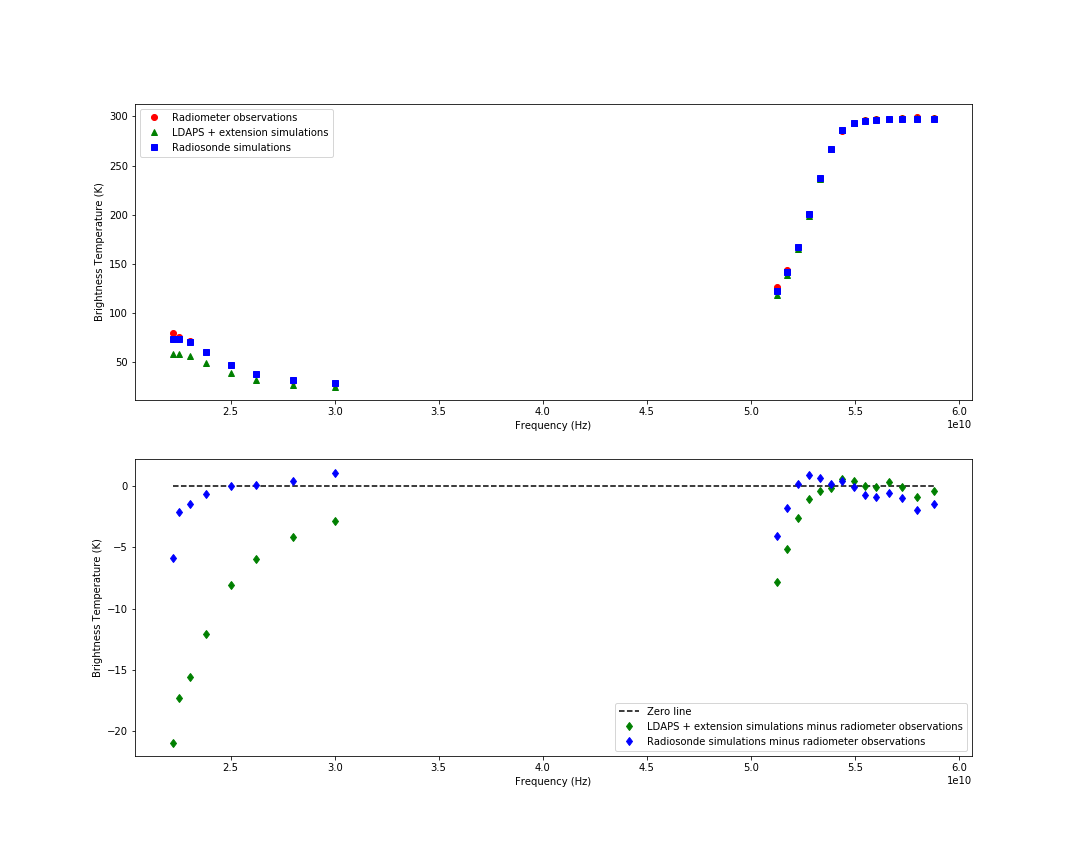 300
250
200
150
100
50
Brightness Temperature (K)
Radiometer observations
LDAPS + extension simulations
Radiosonde simulations
2.5 3.0 3.5 4.0 4.5 5.0 5.5 6.0
Frequency (Hz)
1e10
0
−5
−10
−15
−20
Brightness Temperature (K)
Zero line
LDAPS + extension simulations minus radiometer observations
Radiosonde simulations minus radiometer observations
2.5 3.0 3.5 4.0 4.5 5.0 5.5 6.0
Frequency (Hz)
1e10